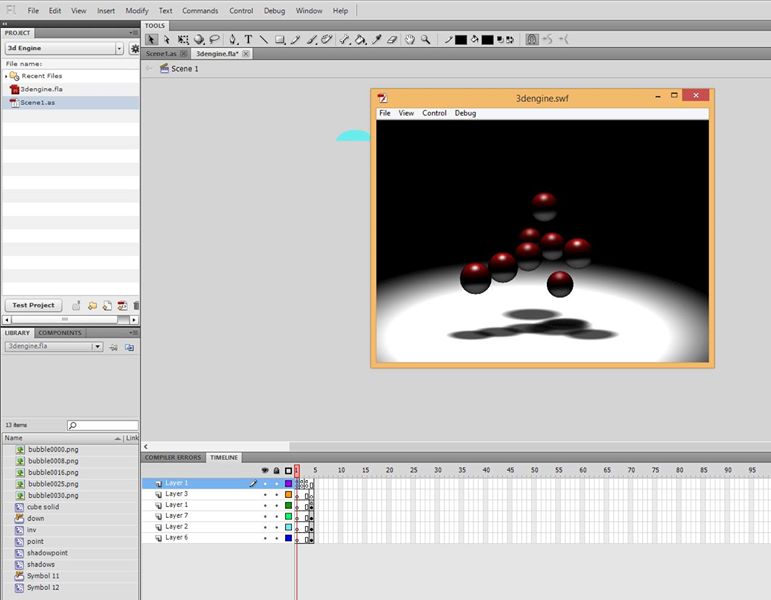 Fl File Edit View Insert Modify Text Commands Control Debug Window Help
PROJECT
TOOLS
3d Engine
Scene1.as
3dengine.fla*
File name:
Scene 1
Recent Files
3dengine.fla
Scene1.as
3dengine.swf
File View Control Debug
Test Project
LIBRARY COMPONENTS
3dengine.fla
13 items
Name Link
bubble0000.png
bubble0008.png
bubble0016.png
bubble0025.png
bubble0030.png
cube solid
down
inv
point
shadowpoint
shadows
Symbol 11
Symbol 12
COMPILER ERRORS TIMELINE
1 5 10 15 20 25 30 35 40 45 50 55 60 65 70 75 80 85 90 95
Layer 1
Layer 3
Layer 1
Layer 7
Layer 2
Layer 6